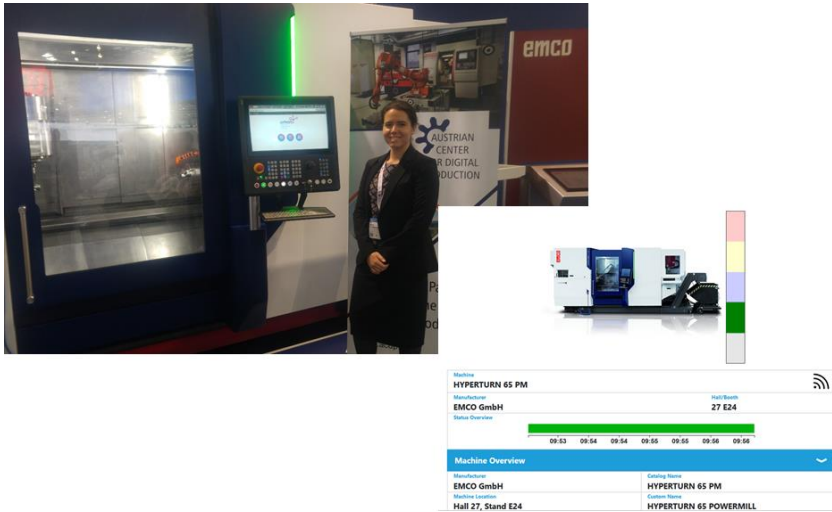 emco
AUSTRIAN
CENTER
R DIGITAL
ODUCTION
Machine
HYPERTURN 65 PM
Manufacturer
Hall/Booth
EMCO GmbH
27 E24
Status Overview
09:53 09:54 09:54 09:55 09:55 09:56 09:56
Machine Overview
Manufacturer
Catalog Name
EMCO GmbH
HYPERTURN 65 PM
Machine Location
Custom Name
Hall 27, Stand E24
HYPERTURN 65 POWERMILL